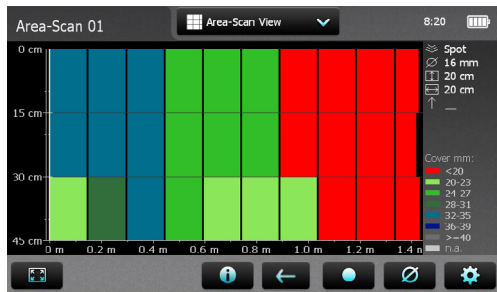 Area-Scan 01
Area-Scan View
8:20
0 cm
15 cm
30 cm
45 cm
0 m 0.2 m 0.4 m 0.6 m 0.8 m 1.0 m 1.2 m 1.4 m
Spot
Ø 16 mm
20 cm
20 cm
↑ __
Cover mm:
<20
20-23
24-27
28-31
32-35
36-39
>=40
n.a.